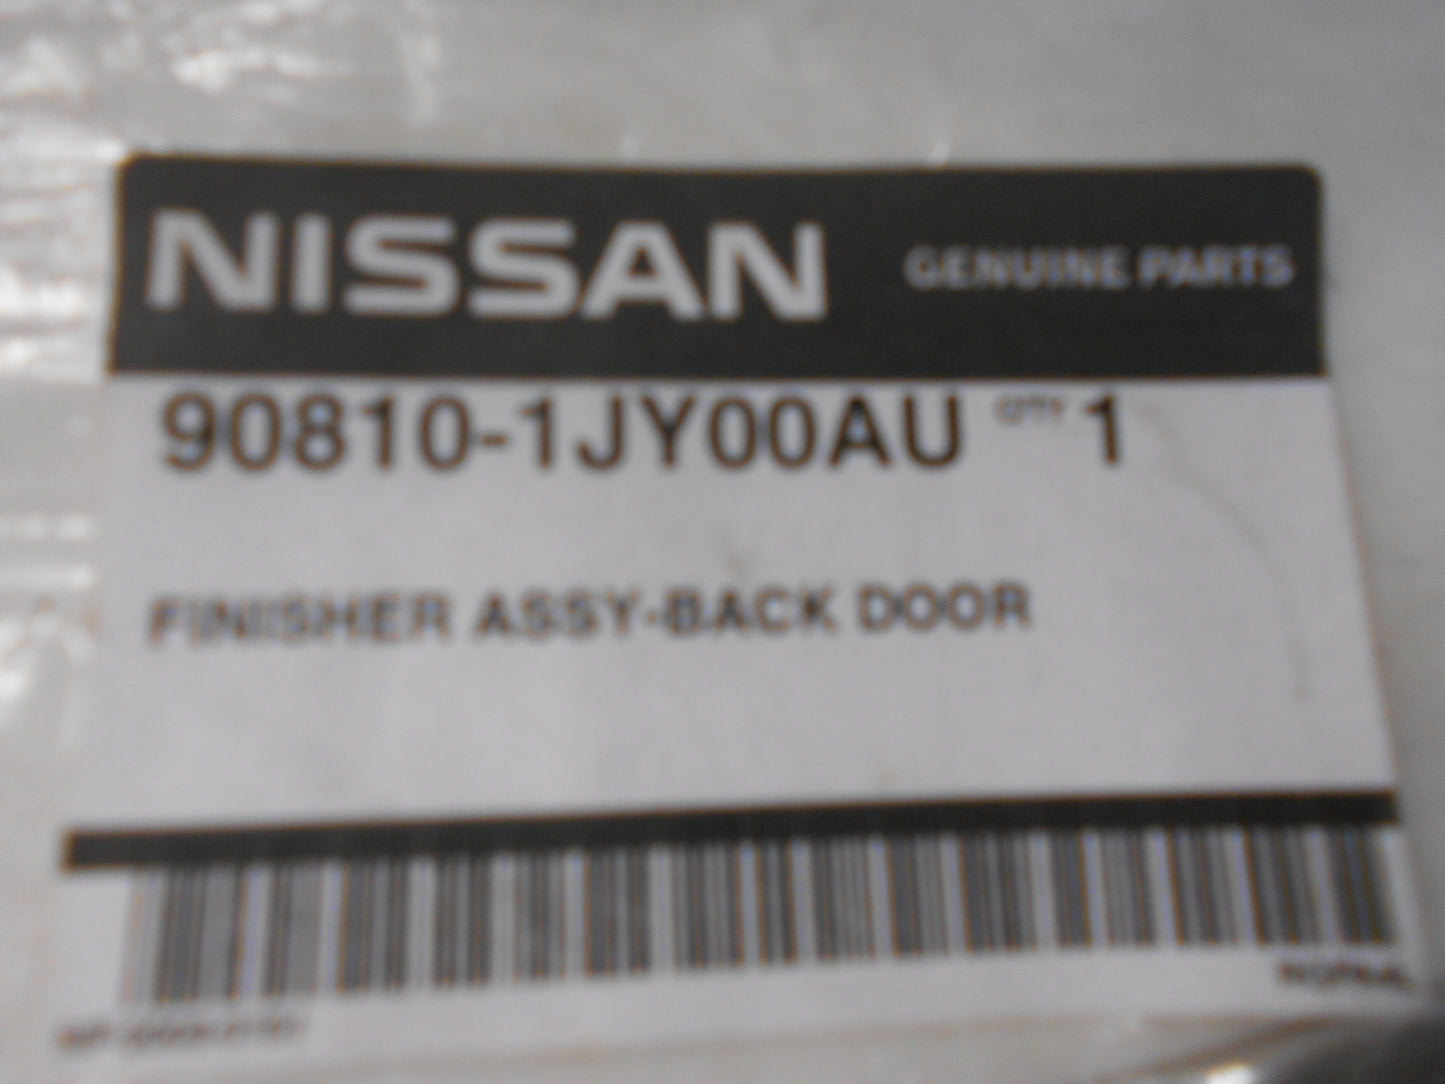 NISSAN GENUINE PARTS
90810-1JY00AU QTY 1
FINISHER ASSY-BACK DOOR